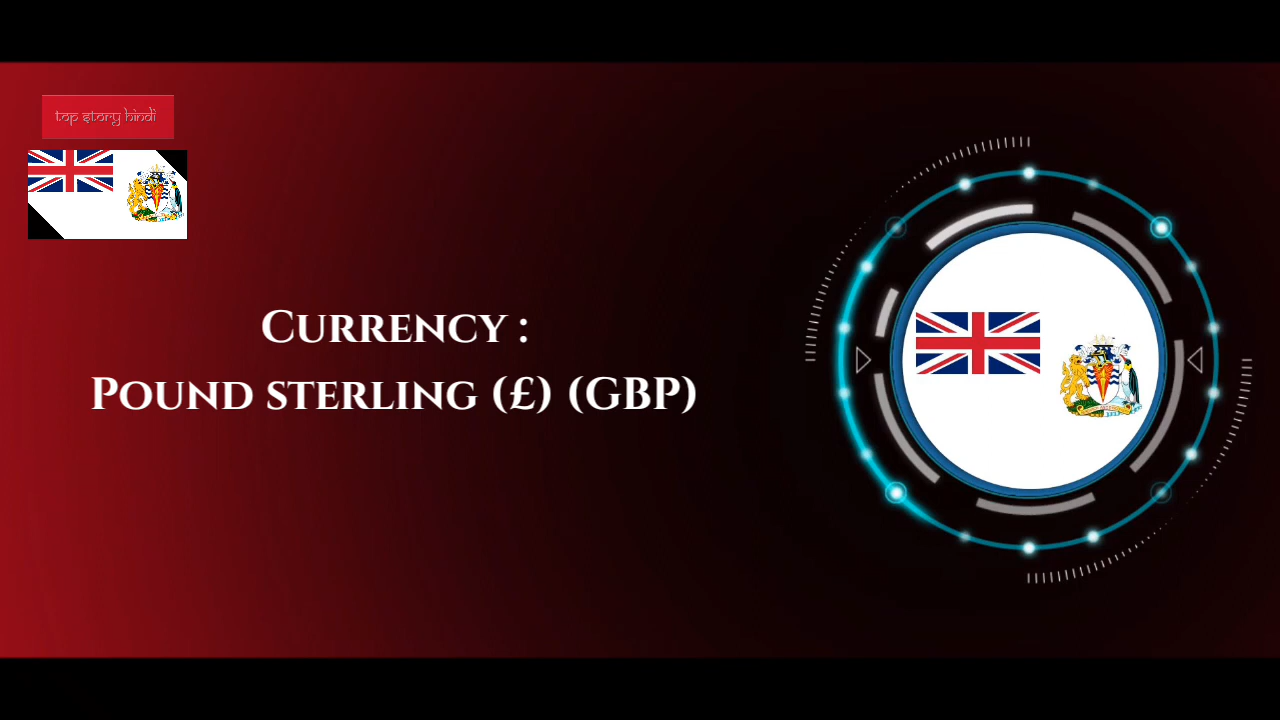 top story hindi
Currency :
Pound sterling (£) (GBP)